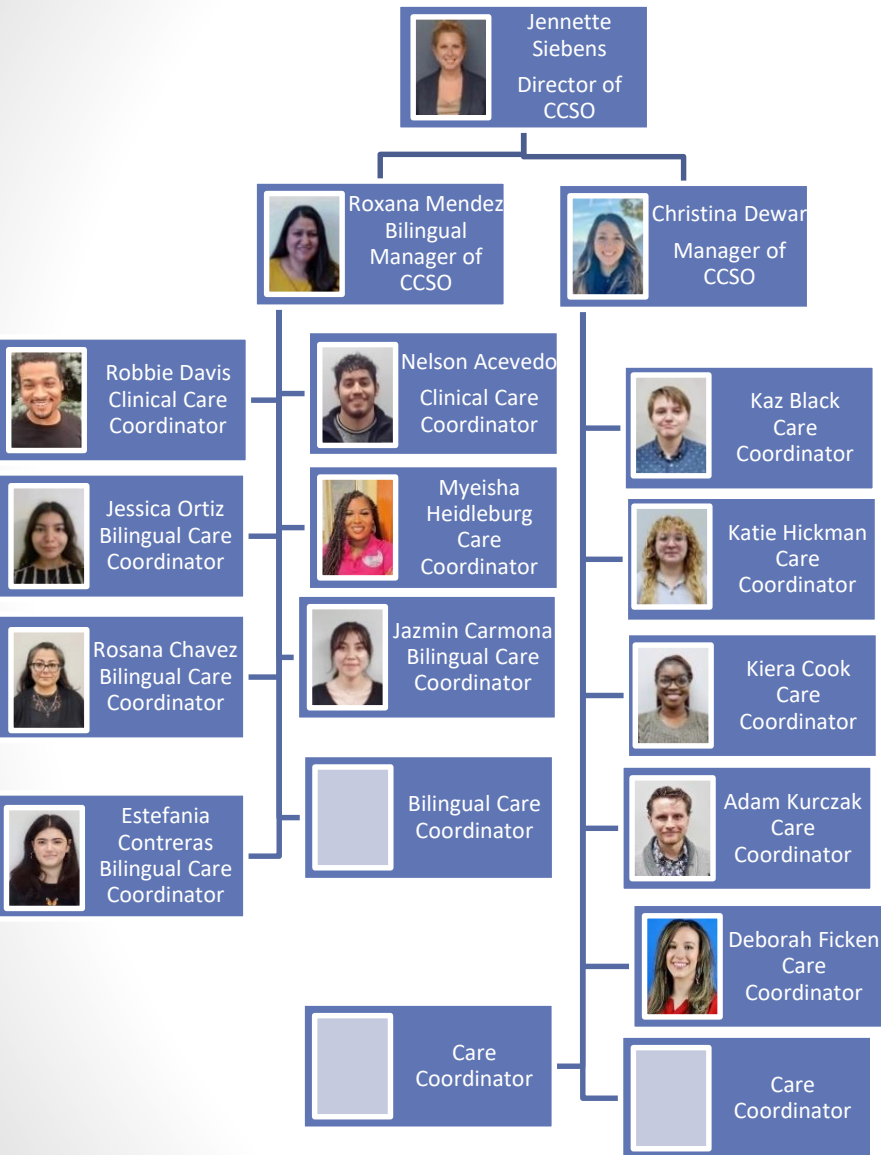 Jennette
Siebens
Director of
CCSO
Roxana Mendez
Bilingual
Manager of
CCSO
Christina Dewar
Manager of
CCSO
Robbie Davis
Clinical Care
Coordinator
Nelson Acevedo
Clinical Care
Coordinator
Kaz Black
Care
Coordinator
Jessica Ortiz
Bilingual Care
Coordinator
Myeisha
Heidleburg
Care
Coordinator
Katie Hickman
Care
Coordinator
Rosana Chavez
Bilingual Care
Coordinator
Jazmin Carmona
Bilingual Care
Coordinator
Kiera Cook
Care
Coordinator
Estefania
Contreras
Bilingual Care
Coordinator
Bilingual Care
Coordinator
Adam Kurczak
Care
Coordinator
Deborah Ficken
Care
Coordinator
Care
Coordinator
Care
Coordinator